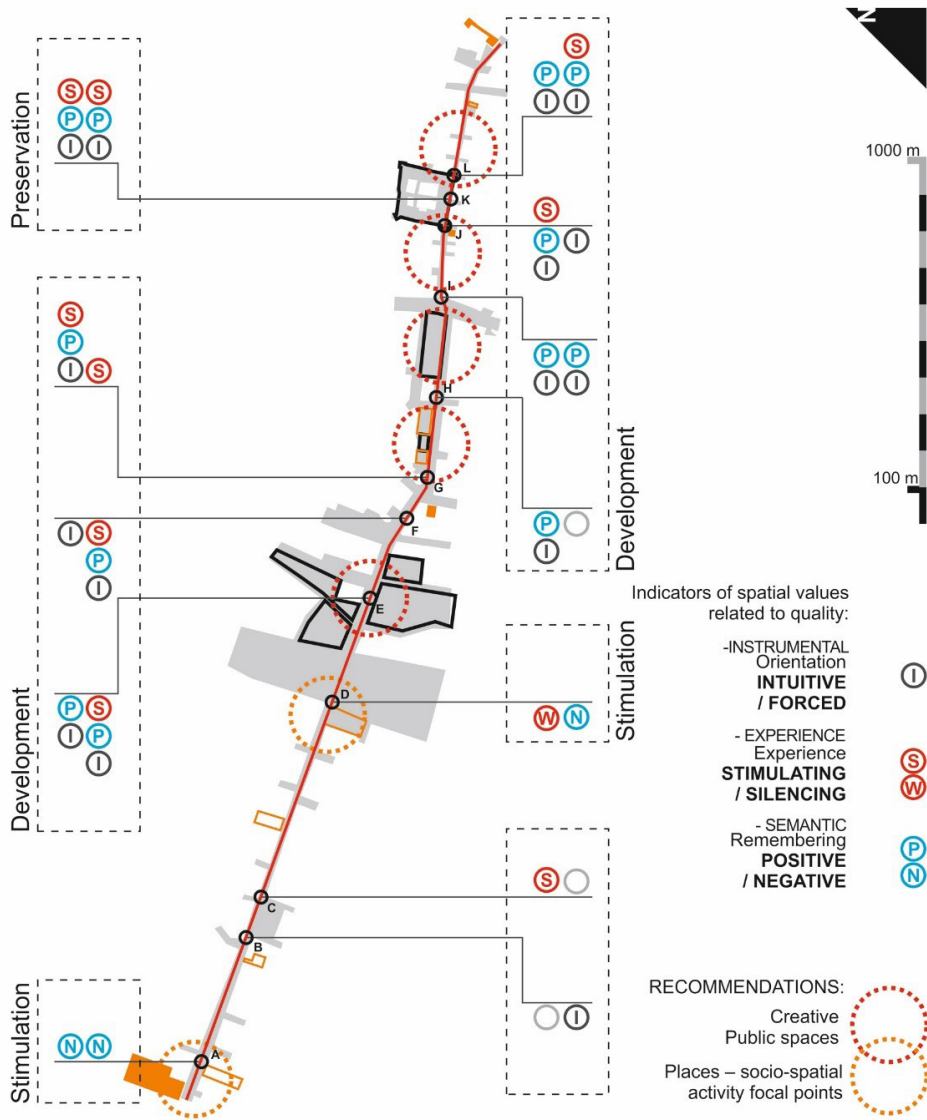 N
Preservation
S S
P P
I I
S
P P
I I
L
K
J
S
P I
I
1000 m
S
P
I S
I
P P
I I
H
G
F
100 m
Development
I S
P
I
P
I
Development
E
P S
I P
I
D
W N
Stimulation
Indicators of spatial values
related to quality:
-INSTRUMENTAL
Orientation
INTUITIVE
/ FORCED
I
- EXPERIENCE
Experience
STIMULATING
/ SILENCING
S
W
- SEMANTIC
Remembering
POSITIVE
/ NEGATIVE
P
N
C
S
B
I
Stimulation
N N
A
RECOMMENDATIONS:
Creative
Public spaces
Places – socio-spatial
activity focal points